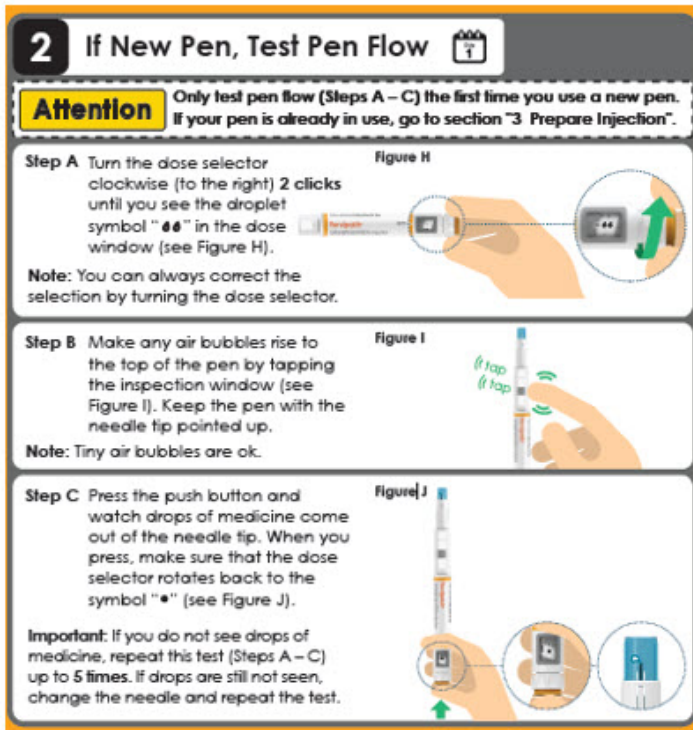 2 If New Pen, Test Pen Flow
Attention
Only test pen flow (Steps A – C) the first time you use a new pen.
If your pen is already in use, go to section "3 Prepare Injection".
Step A Turn the dose selector
clockwise (to the right) 2 clicks
until you see the droplet
symbol " " in the dose
window (see Figure H).
Note: You can always correct the
selection by turning the dose selector.
Figure H
Step B Make any air bubbles rise to
the top of the pen by tapping
the inspection window (see
Figure I). Keep the pen with the
needle tip pointed up.
Note: Tiny air bubbles are ok.
Figure I
tap
tap
Step C Press the push button and
watch drops of medicine come
out of the needle tip. When you
press, make sure that the dose
selector rotates back to the
symbol "•" (see Figure J).
Important: If you do not see drops of
medicine, repeat this test (Steps A – C)
up to 5 times. If drops are still not seen,
change the needle and repeat the test.
Figure J